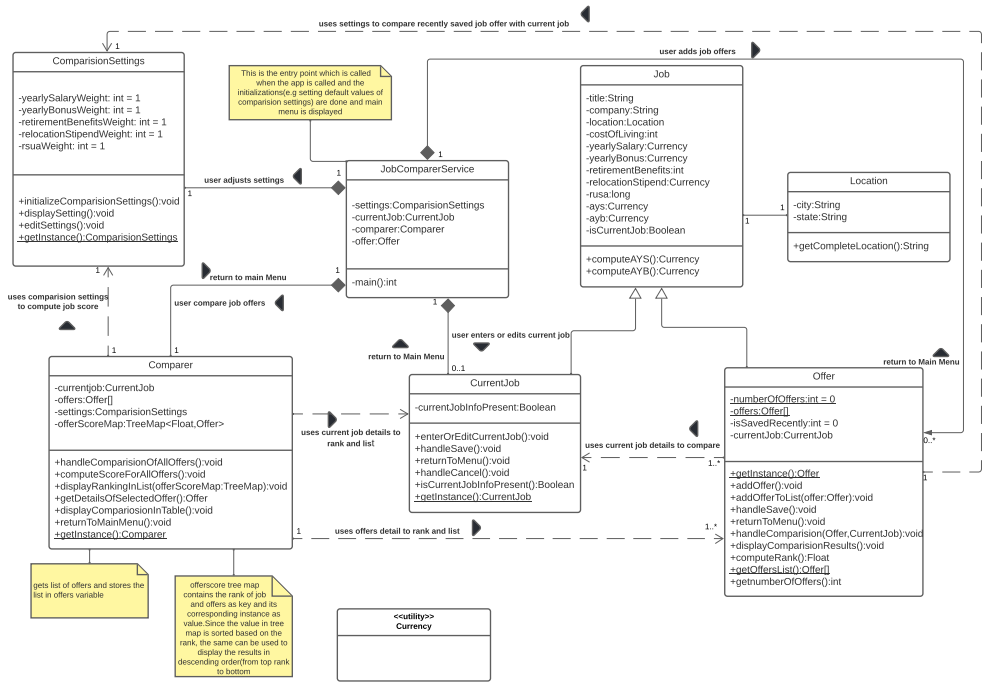 uses settings to compare recently saved job offer with current job
1
ComparisionSettings
-yearlySalaryWeight: int = 1
-yearlyBonusWeight: int = 1
-retirementBenefitsWeight: int = 1
-relocationStipendWeight: int = 1
-rsuaWeight: int = 1
+initializeComparisionSettings():void
+displaySetting():void
+editSettings():void
+getInstance():ComparisionSettings
This is the entry point which is called
when the app is called and the
initializations(e.g setting default values of
comparision settings) are done and main
menu is displayed
user adds job offers
1
user adjusts settings
1
1
JobComparerService
-settings:ComparisionSettings
-currentJob:CurrentJob
-comparer:Comparer
-offer:Offer
-main():int
Job
-title:String
-company:String
-location:Location
-costOfLiving:int
-yearlySalary:Currency
-yearlyBonus:Currency
-retirementBenefits:int
-relocationStipend:Currency
-rusa:long
-ays:Currency
-ayb:Currency
-isCurrentJob:Boolean
+computeAYS():Currency
+computeAYB():Currency
1
1
Location
-city:String
-state:String
+getCompleteLocation():String
1
uses comparision settings
to compute job score
1
return to main Menu
1
user compare job offers
1
1
user enters or edits current job
return to Main Menu
0..1
return to Main Menu
Comparer
-currentjob:CurrentJob
-offers:Offer[]
-settings:ComparisionSettings
-offerScoreMap:TreeMap<Float,Offer>
+handleComparisionOfAllOffers():void
+computeScoreForAllOffers():void
+displayRankingInList(offerScoreMap:TreeMap):void
+getDetailsOfSelectedOffer():Offer
+displayCompariosionInTable():void
+returnToMainMenu():void
+getInstance():Comparer
uses current job details to
rank and list
CurrentJob
-currentJobInfoPresent:Boolean
+enterOrEditCurrentJob():void
+handleSave():void
+returnToMenu():void
+handleCancel():void
+isCurrentJobInfoPresent():Boolean
+getInstance():CurrentJob
uses current job details to compare
1
1..*
Offer
-numberOfOffers:int = 0
-offers:Offer[]
-isSavedRecently:int = 0
-currentJob:CurrentJob
+getInstance():Offer
+addOffer():void
+addOfferToList(offer:Offer):void
+handleSave():void
+returnToMenu():void
+handleComparision(Offer,CurrentJob):void
+displayComparisionResults():void
+computeRank():Float
+getOffersList():Offer[]
+getnumberOfOffers():int
0..*
1
1
uses offers detail to rank and list
1..*
gets list of offers and stores the
list in offers variable
offerscore tree map
contains the rank of job
and offers as key and its
corresponding instance as
value.Since the value in tree
map is sorted based on the
rank, the same can be used to
display the results in
descending order(from top rank
to bottom
<<utility>>
Currency